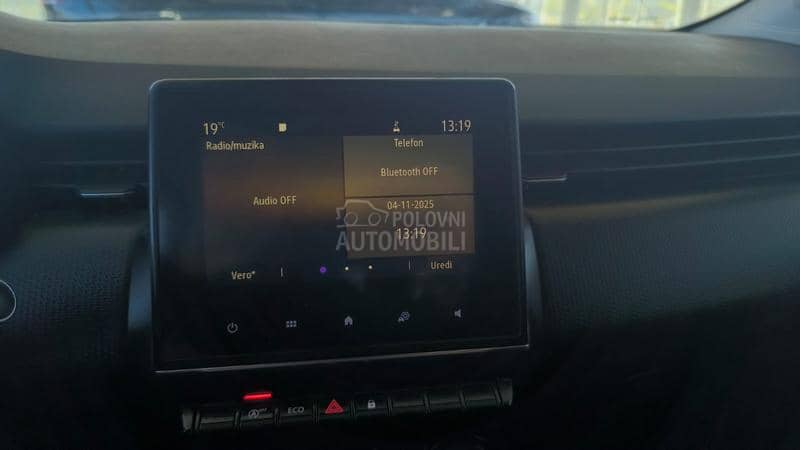 19°C 13:19
Radio/muzika
Telefon
Bluetooth OFF
Audio OFF
04-11-2025
13:19
POLOVNI
AUTOMOBILI
Vero*
Uredi
ECO